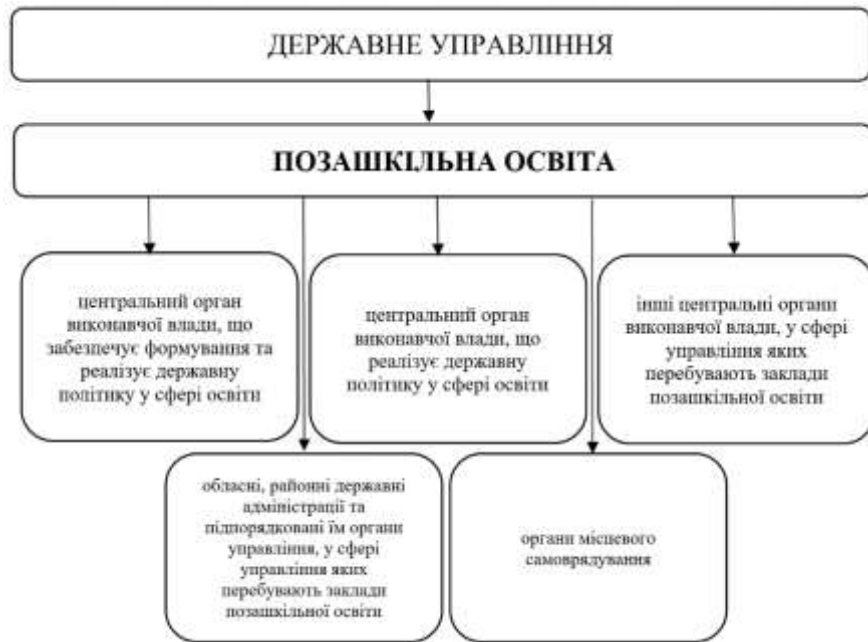 ДЕРЖАВНЕ УПРАВЛІННЯ
ПОЗАШКІЛЬНА ОСВІТА
центральний орган
виконавчої влади, що
забезпечує формування та
реалізує державну
політику у сфері освіти
центральний орган
виконавчої влади, що
реалізує державну
політику у сфері освіти
інші центральні органи
виконавчої влади, у сфері
управління яких
перебувають заклади
позашкільної освіти
обласні, районні державні
адміністрації та
підпорядковані їм органи
управління, у сфері
управління яких
перебувають заклади
позашкільної освіти
органи місцевого
самоврядування